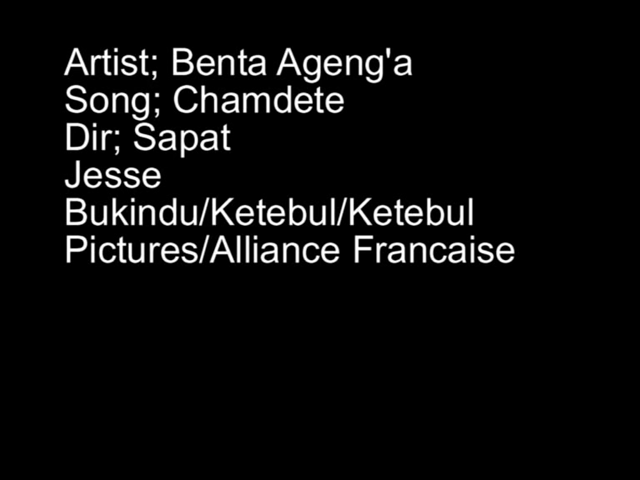 Artist; Benta Ageng'a
Song; Chamdete
Dir; Sapat
Jesse
Bukindu/Ketebul/Ketebul
Pictures/Alliance Francaise